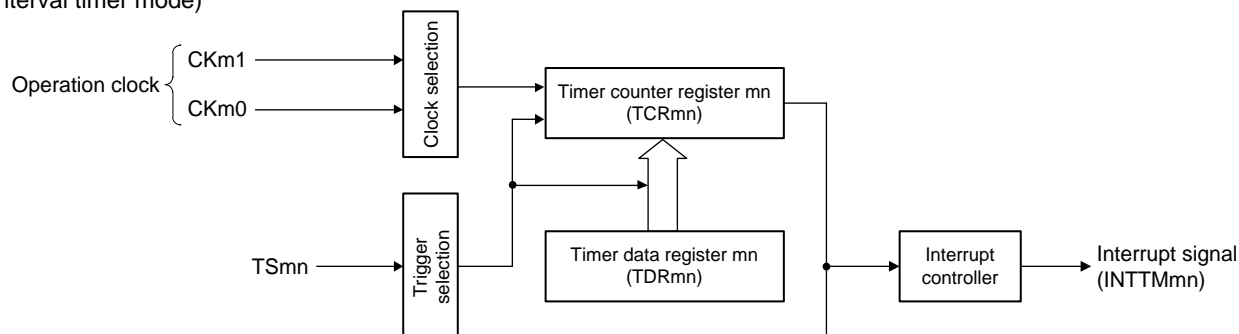 nterval timer mode)
Operation clock
CKm1
CKm0
Clock selection
Timer counter register mn
(TCRmn)
TSmn
Trigger
selection
Timer data register mn
(TDRmn)
Interrupt
controller
Interrupt signal
(INTTMmn)